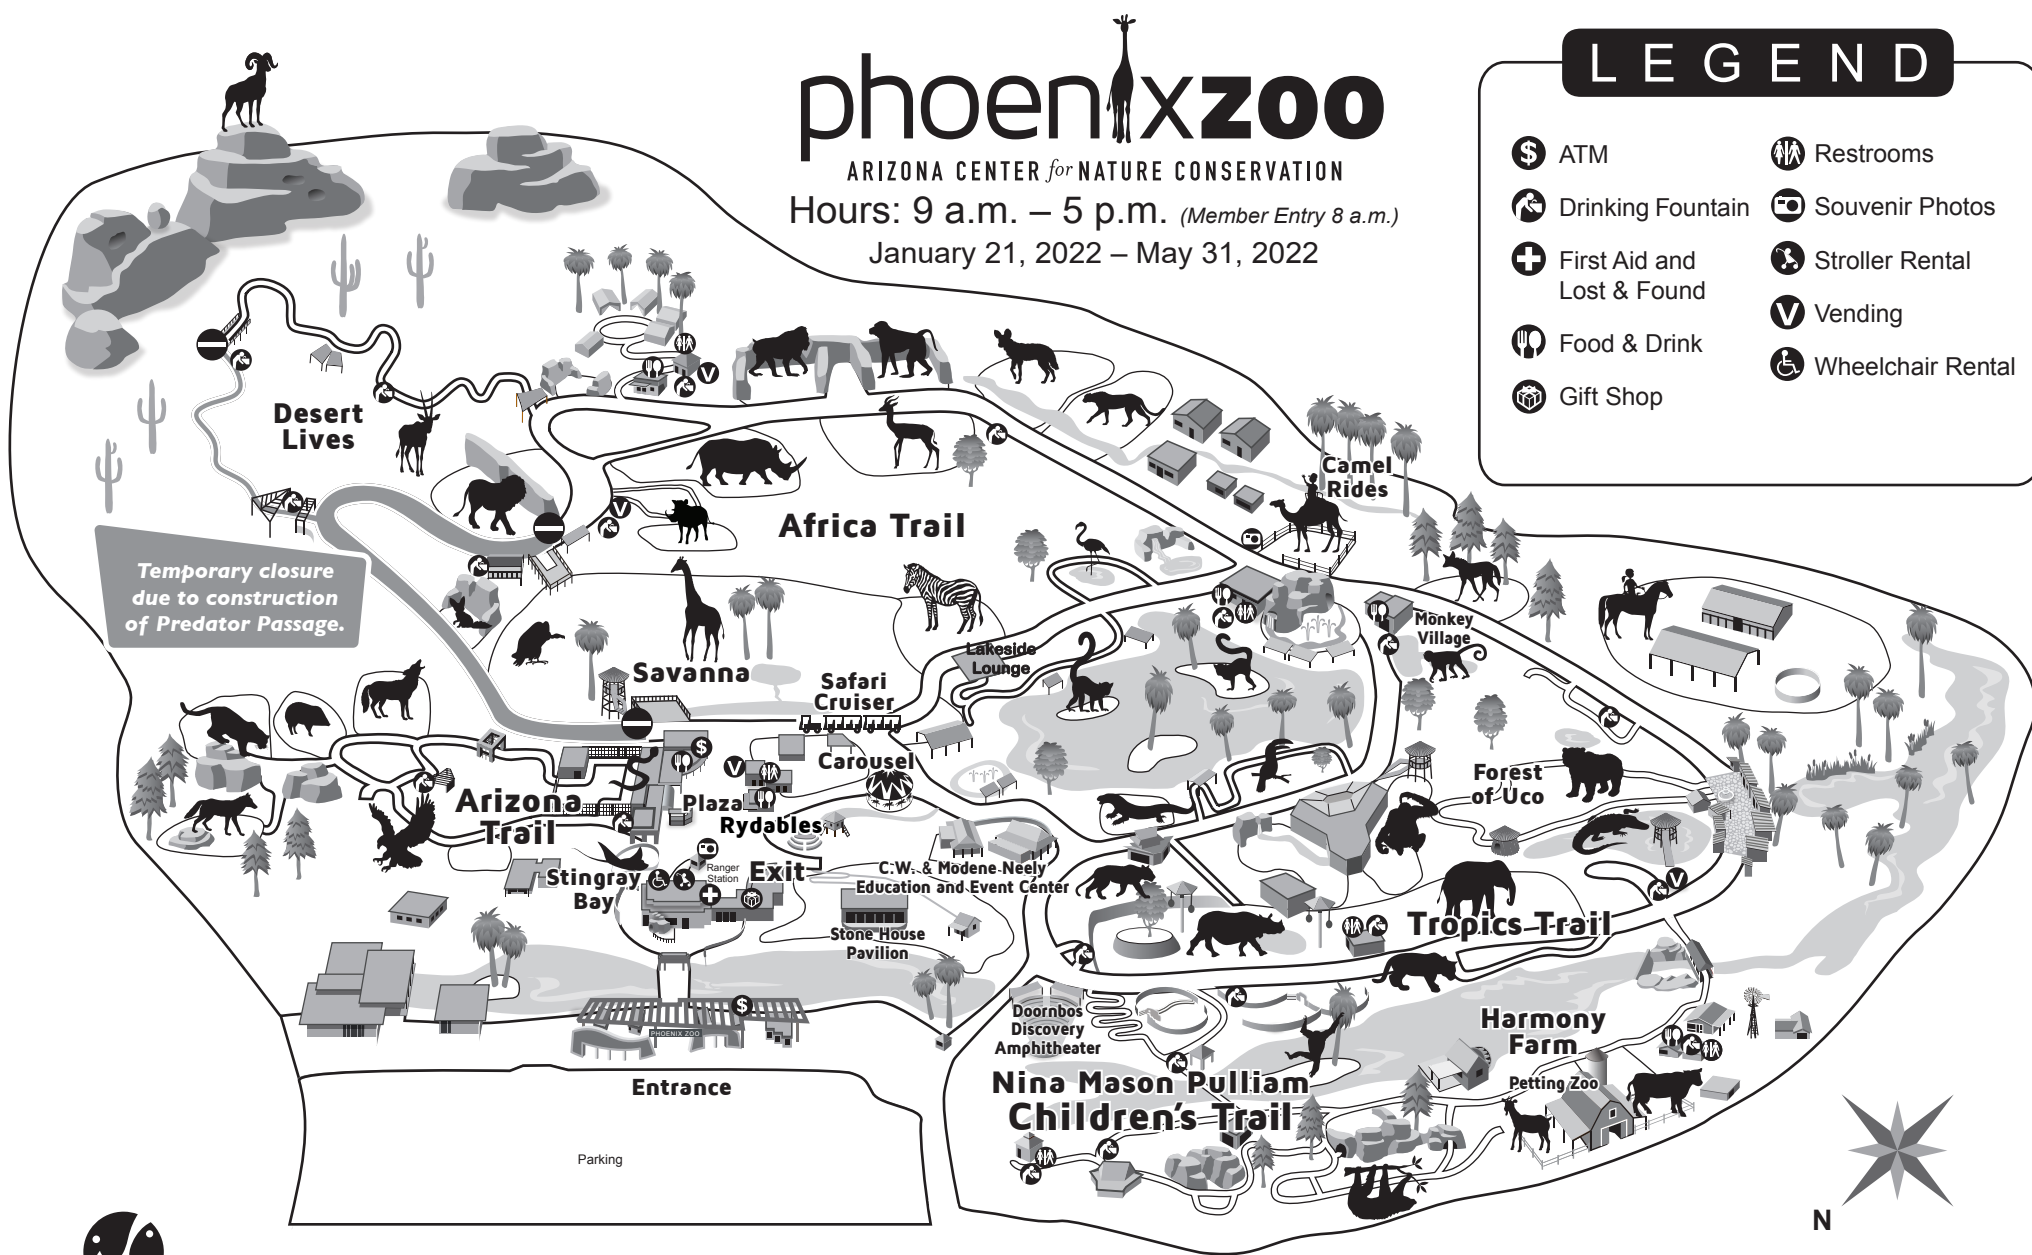 phoenixzoo
ARIZONA CENTER for NATURE CONSERVATION
Hours: 9 a.m. – 5 p.m. (Member Entry 8 a.m.)
January 21, 2022 – May 31, 2022
LEGEND
$ ATM
Drinking Fountain
First Aid and
Lost & Found
Food & Drink
Gift Shop
Restrooms
Souvenir Photos
Stroller Rental
V Vending
Wheelchair Rental
V
Desert
Lives
Camel
Rides
V
Africa Trail
Temporary closure
due to construction
of Predator Passage.
Monkey
Village
Lakeside
Lounge
Savanna
Safari
Cruiser
$
V
Carousel
Forest
of Uco
Arizona
Trail
Plaza
Rydables
Ranger
Station
Exit
Stingray
Bay
C.W. & Modene Neely
Education and Event Center
V
Tropics Trail
Stone House
Pavilion
$
PHOENIX ZOO
Entrance
Doornbos
Discovery
Amphitheater
Harmony
Farm
Nina Mason Pulliam
Children's Trail
Petting Zoo
Parking
N